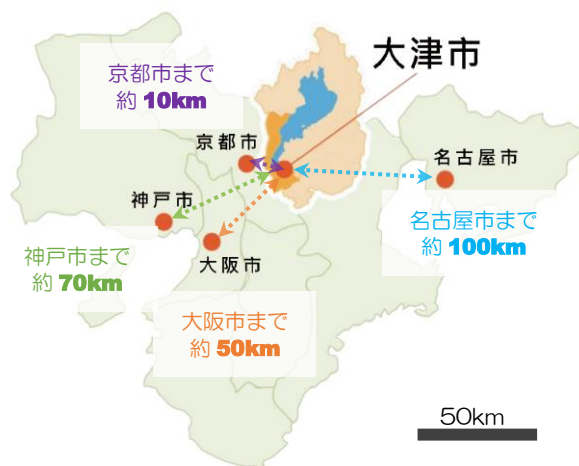 大津市
京都市まで
約 10km
京都市
名古屋市
神戸市
名古屋市まで
約 100km
神戸市まで
約 70km
大阪市
大阪市まで
約 50km
50km